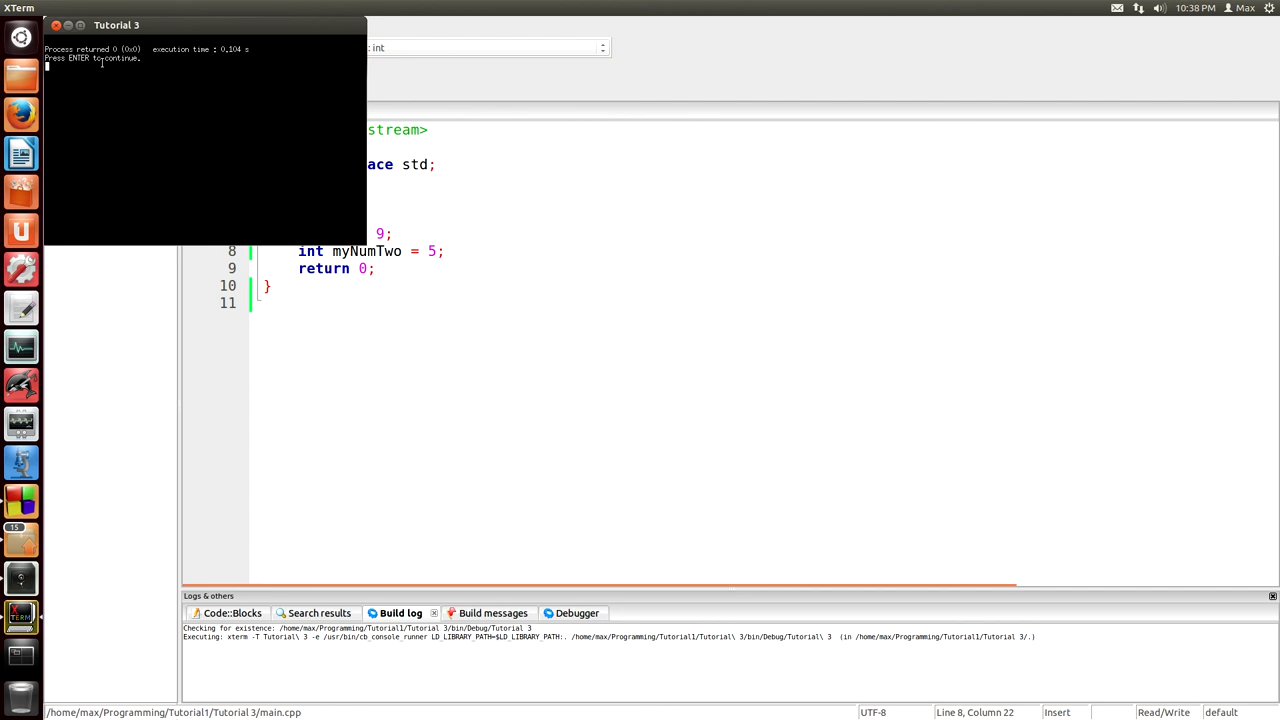 XTerm
10:38 PM
Max
Tutorial 3
Process returned 0 (0x0)   execution time : 0.104 s
Press ENTER to continue.
: int
stream>
ace std;
9;
8 int myNumTwo = 5;
9 return 0;
10 }
11
15
XTERM
Logs & others
Code::Blocks
Search results
Build log
Build messages
Debugger
Checking for existence: /home/max/Programming/Tutorial1/Tutorial 3/bin/Debug/Tutorial 3
Executing: xterm -T Tutorial\ 3 -e /usr/bin/cb_console_runner LD_LIBRARY_PATH=$LD_LIBRARY_PATH:. /home/max/Programming/Tutorial1/Tutorial\ 3/bin/Debug/Tutorial\ 3  (in /home/max/Programming/Tutorial1/Tutorial 3/.)
/home/max/Programming/Tutorial1/Tutorial 3/main.cpp
UTF-8
Line 8, Column 22
Insert
Read/Write
default